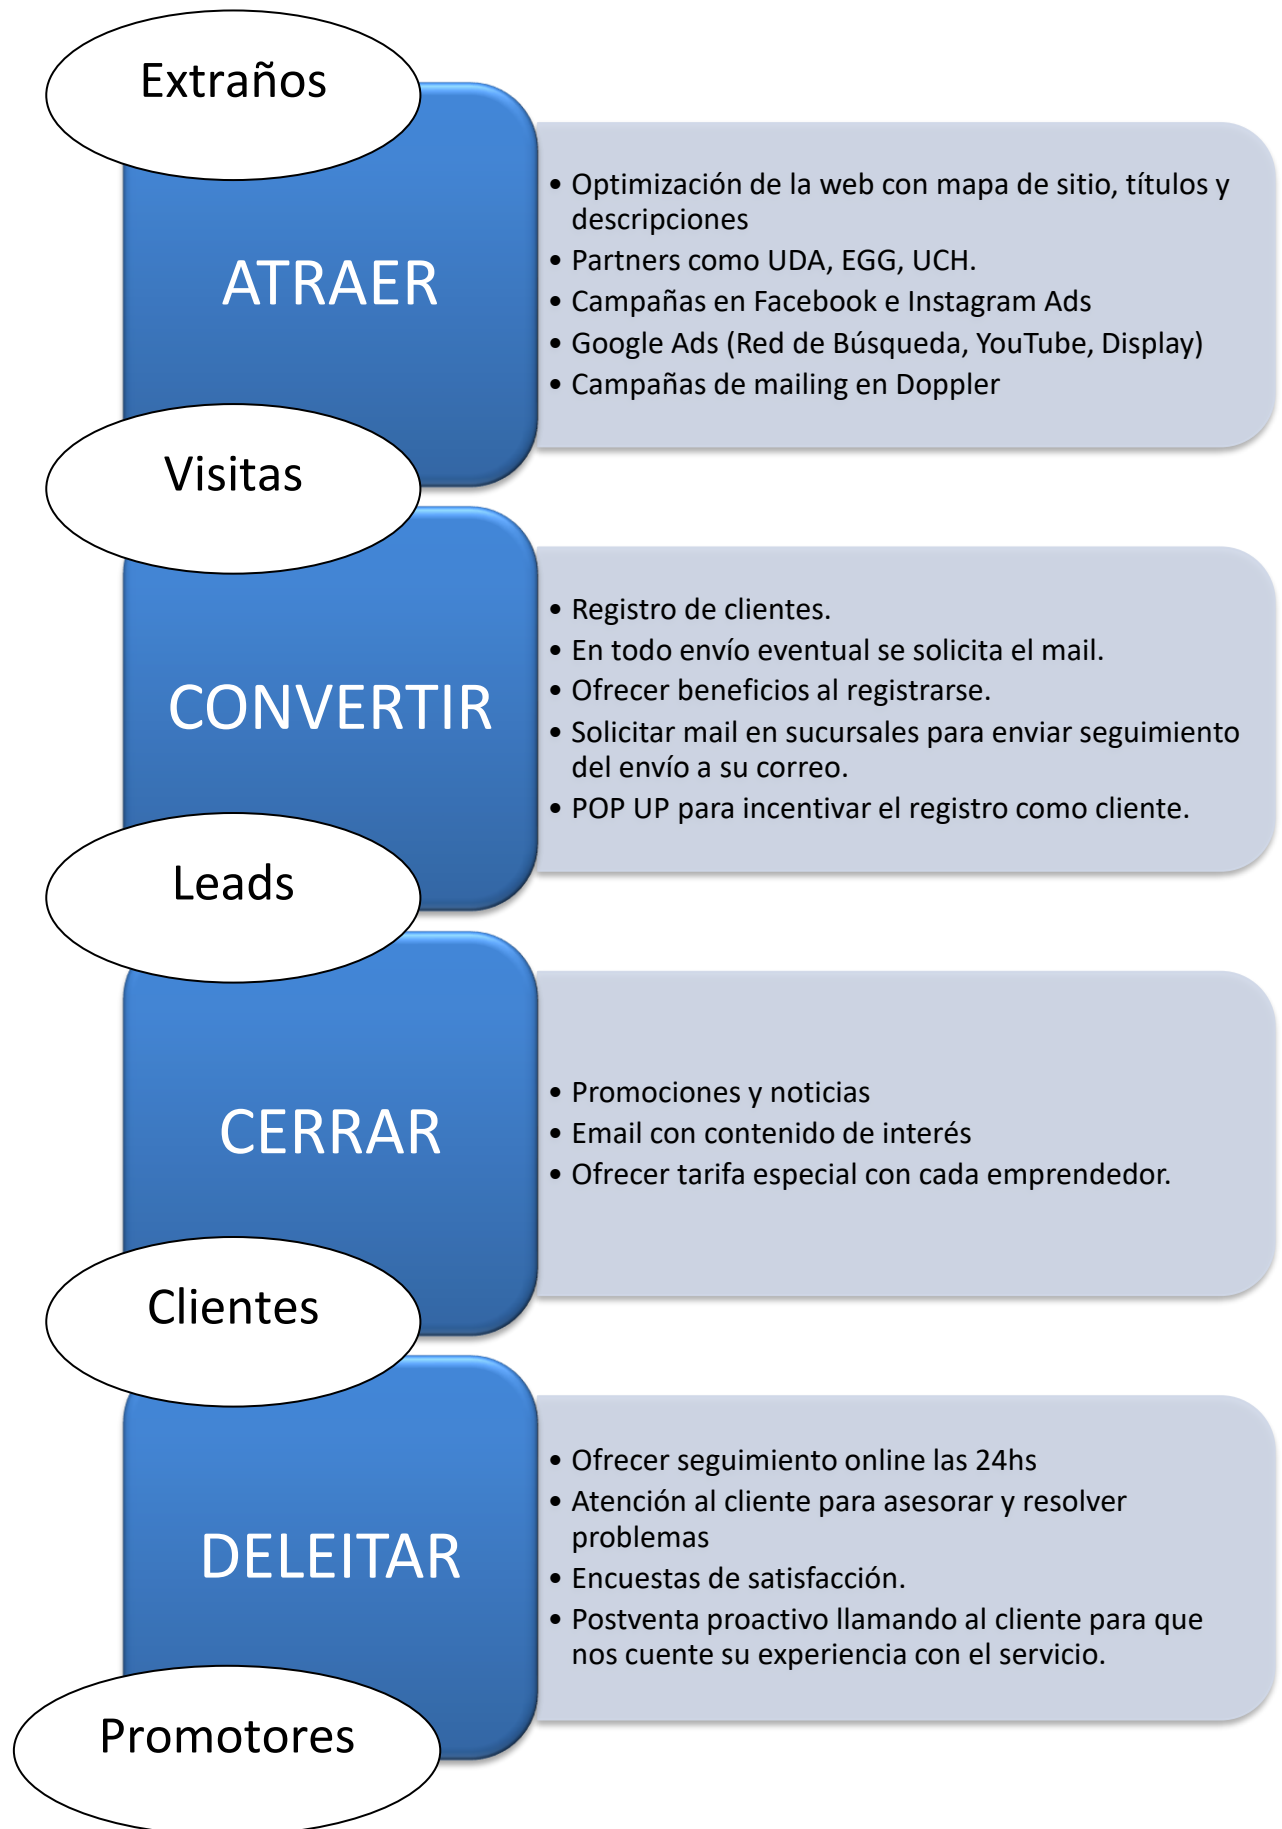 Extraños
ATRAER
• Optimización de la web con mapa de sitio, títulos y
descripciones
• Partners como UDA, EGG, UCH.
• Campañas en Facebook e Instagram Ads
• Google Ads (Red de Búsqueda, YouTube, Display)
• Campañas de mailing en Doppler
Visitas
CONVERTIR
• Registro de clientes.
• En todo envío eventual se solicita el mail.
• Ofrecer beneficios al registrarse.
• Solicitar mail en sucursales para enviar seguimiento
del envío a su correo.
• POP UP para incentivar el registro como cliente.
Leads
CERRAR
• Promociones y noticias
• Email con contenido de interés
• Ofrecer tarifa especial con cada emprendedor.
Clientes
DELEITAR
• Ofrecer seguimiento online las 24hs
• Atención al cliente para asesorar y resolver
problemas
• Encuestas de satisfacción.
• Postventa proactivo llamando al cliente para que
nos cuente su experiencia con el servicio.
Promotores